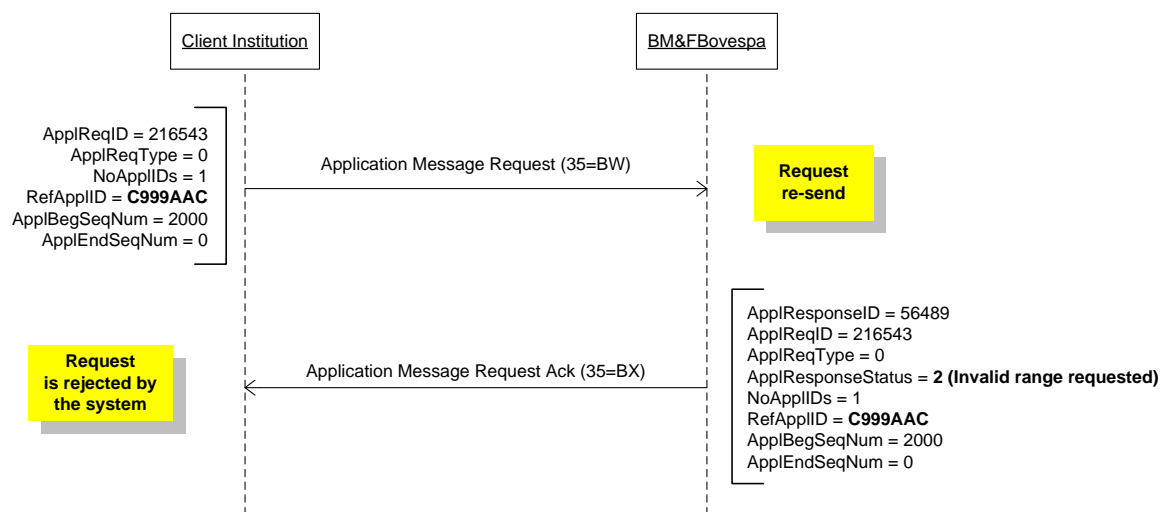 Client Institution
BM&FBovespa
ApplReqID = 216543
ApplReqType = 0
NoApplIDs = 1
RefApplID = C999AAC
ApplBegSeqNum = 2000
ApplEndSeqNum = 0
Application Message Request (35=BW)
Request
re-send
Request
is rejected by
the system
Application Message Request Ack (35=BX)
ApplResponseID = 56489
ApplReqID = 216543
ApplReqType = 0
ApplResponseStatus = 2 (Invalid range requested)
NoApplIDs = 1
RefApplID = C999AAC
ApplBegSeqNum = 2000
ApplEndSeqNum = 0